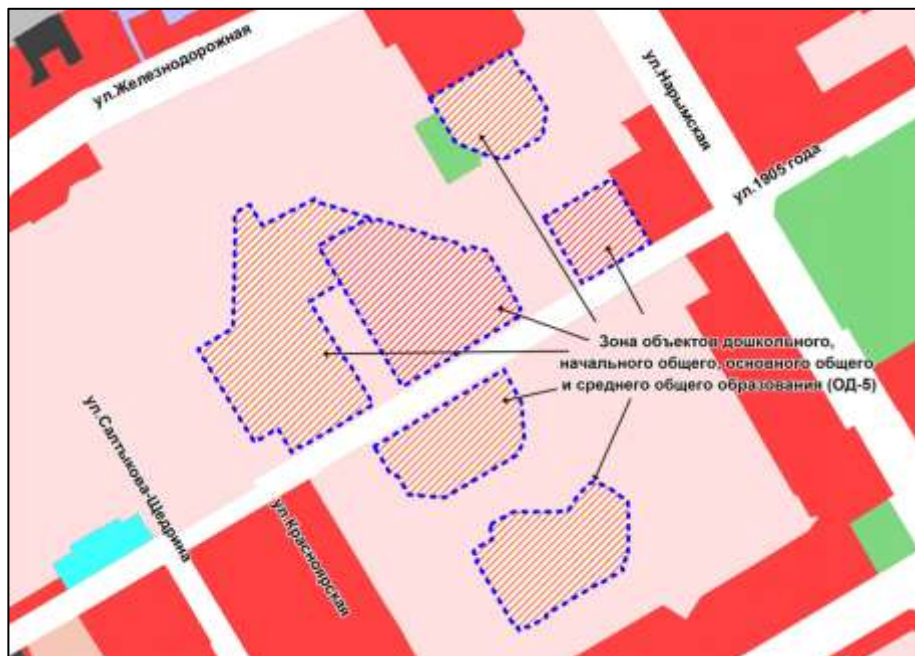 ул.Железнодорожная
ул.Нарымская
ул.1905 года
Зона объектов дошкольного,
начального общего, основного общего
и среднего общего образования (ОД-5)
ул.Салтыкова-Щедрина
ул.Красноярская